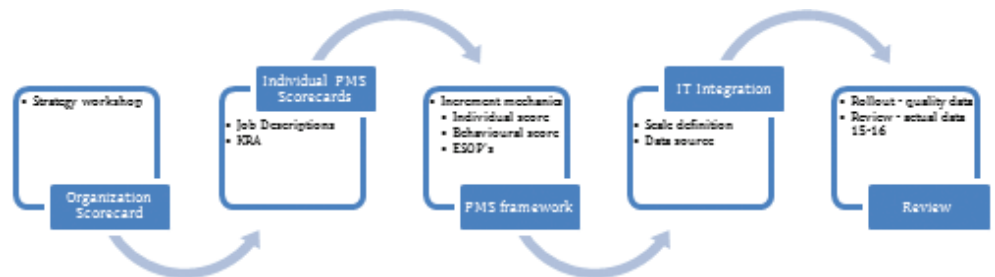 • Strategy workshop
Organization
Scorecard
Individual PMS
Scorecards
• Job Descriptions
• KRA
• Increment mechanics
• Individual score
• Behavioural score
• ESOP's
PMS framework
IT Integration
• Scale definition
• Data source
• Rollout - quality data
• Review - actual data
15-16
Review